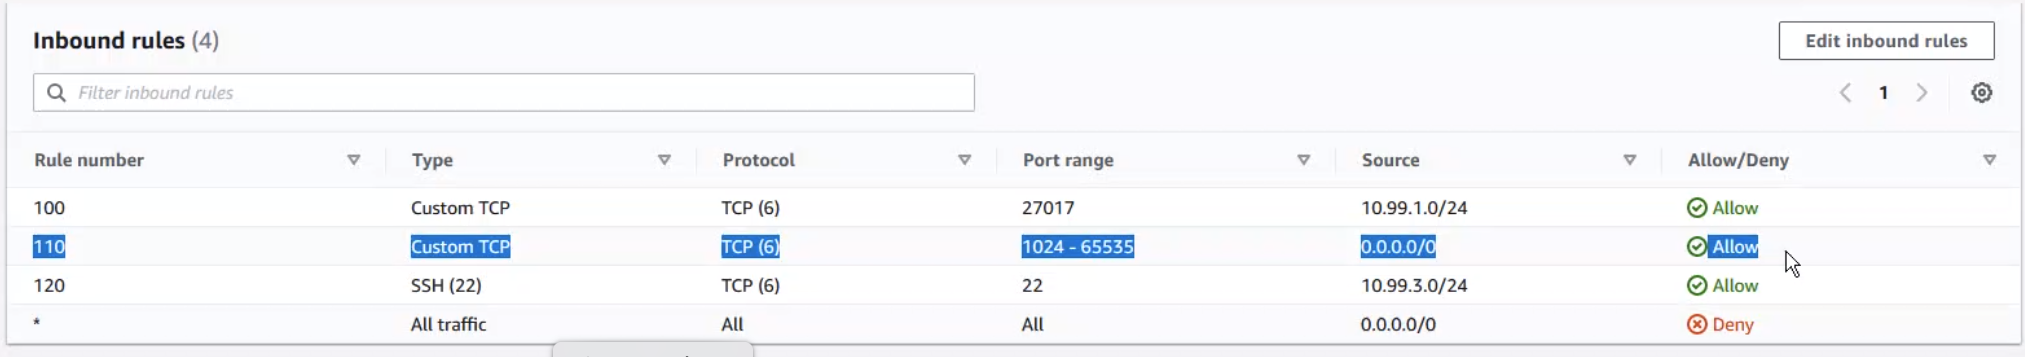 Inbound rules (4)
Edit inbound rules
Filter inbound rules
1
Rule number Type Protocol Port range Source Allow/Deny
100 Custom TCP TCP (6) 27017 10.99.1.0/24 Allow
110 Custom TCP TCP (6) 1024 - 65535 0.0.0.0/0 Allow
120 SSH (22) TCP (6) 22 10.99.3.0/24 Allow
* All traffic All All 0.0.0.0/0 Deny